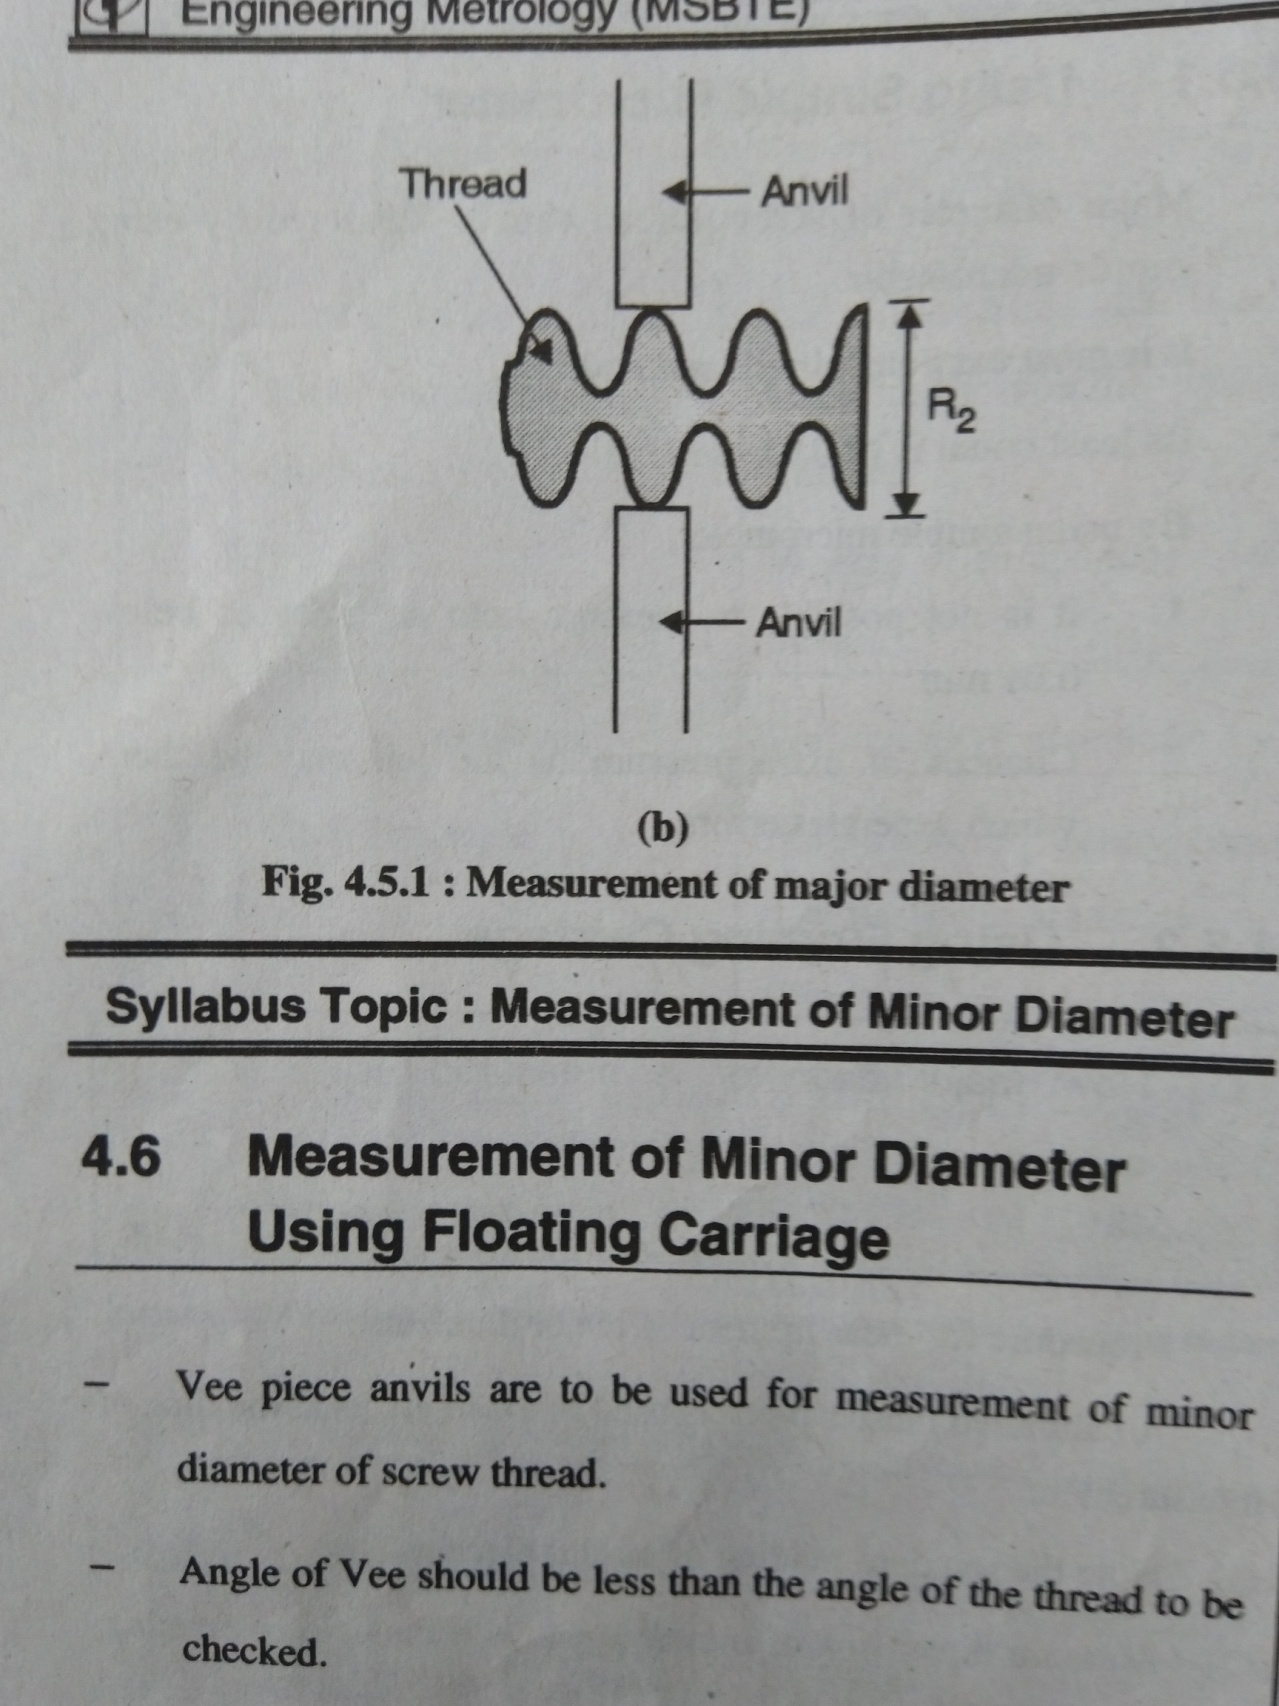 Engineering Metrology (MSBTE)
Thread
Anvil
R₂
Anvil
(b)
Fig. 4.5.1 : Measurement of major diameter
Syllabus Topic : Measurement of Minor Diameter
4.6 Measurement of Minor Diameter
Using Floating Carriage
– Vee piece anvils are to be used for measurement of minor
diameter of screw thread.
– Angle of Vee should be less than the angle of the thread to be
checked.